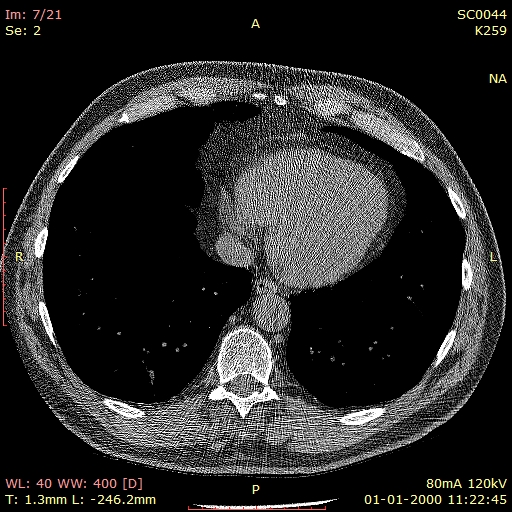 Im: 7/21
Se: 2
A
SC0044
K259
NA
R
L
WL: 40 WW: 400 [D]
T: 1.3mm L: -246.2mm
P
80mA 120kV
01-01-2000 11:22:45